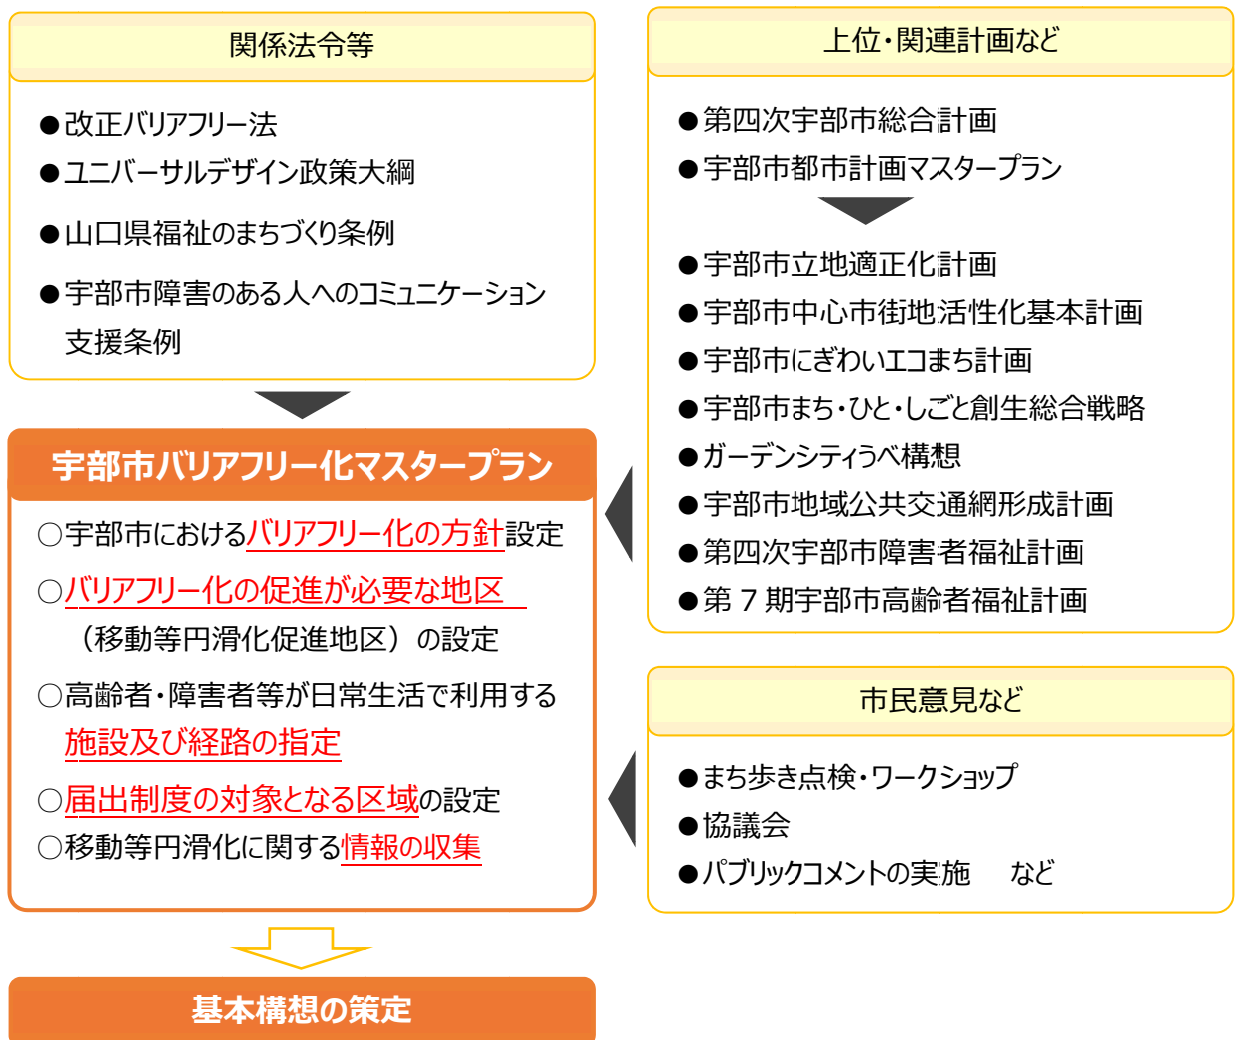 関係法令等
●改正バリアフリー法
●ユニバーサルデザイン政策大綱
●山口県福祉のまちづくり条例
●宇部市障害のある人へのコミュニケーション
支援条例
上位・関連計画など
●第四次宇部市総合計画
●宇部市都市計画マスタープラン
●宇部市立地適正化計画
●宇部市中心市街地活性化基本計画
●宇部市にぎわいエコまち計画
●宇部市まち・ひと・しごと創生総合戦略
●ガーデンシティうべ構想
●宇部市地域公共交通網形成計画
●第四次宇部市障害者福祉計画
●第７期宇部市高齢者福祉計画
宇部市バリアフリー化マスタープラン
○宇部市におけるバリアフリー化の方針設定
○バリアフリー化の促進が必要な地区
（移動等円滑化促進地区）の設定
○高齢者・障害者等が日常生活で利用する
施設及び経路の指定
○届出制度の対象となる区域の設定
○移動等円滑化に関する情報の収集
市民意見など
●まち歩き点検・ワークショップ
●協議会
●パブリックコメントの実施　など
基本構想の策定